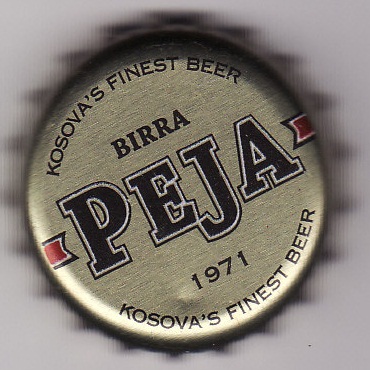 KOSOVA'S FINEST BEER
BIRRA
PEJA
1971
KOSOVA'S FINEST BEER